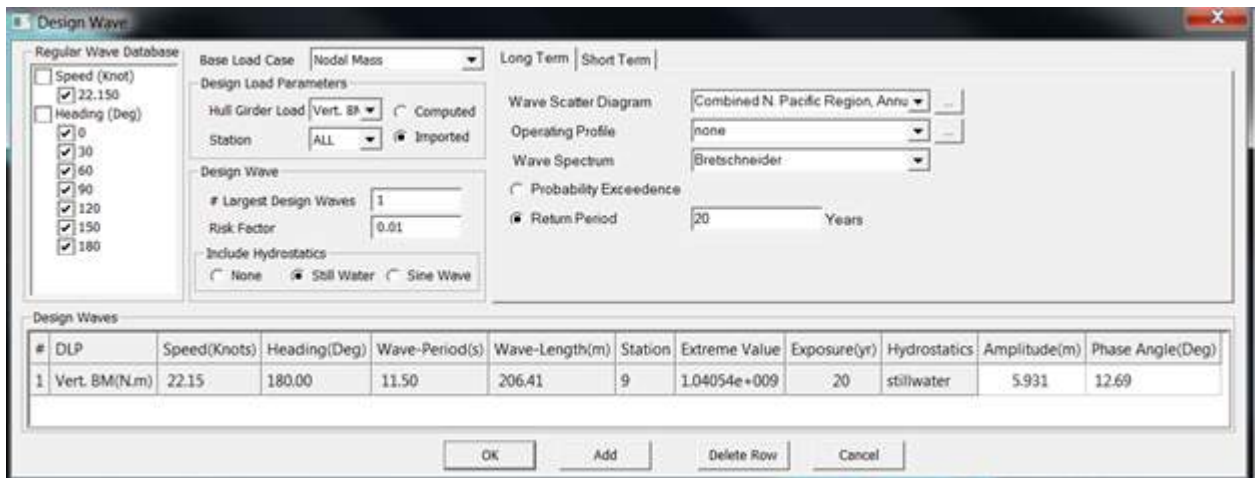 Design Wave
Regular Wave Database
Speed (Knot)
22.150
Heading (Deg)
0
30
60
90
120
150
180
Base Load Case Nodal Mass
Design Load Parameters
Hull Girder Load Vert. BM Computed
Station ALL Imported
Design Wave
# Largest Design Waves 1
Risk Factor 0.01
Include Hydrostatics
None Still Water Sine Wave
Long Term Short Term
Wave Scatter Diagram Combined N. Pacific Region, Annu ...
Operating Profile none ...
Wave Spectrum Bretschneider
Probability Exceedence
Return Period 20 Years
Design Waves
# DLP Speed(Knots) Heading(Deg) Wave-Period(s) Wave-Length(m) Station Extreme Value Exposure(yr) Hydrostatics Amplitude(m) Phase Angle(Deg)
1 Vert. BM(N.m) 22.15 180.00 11.50 206.41 9 1.04054e+009 20 stillwater 5.931 12.69
OK Add Delete Row Cancel